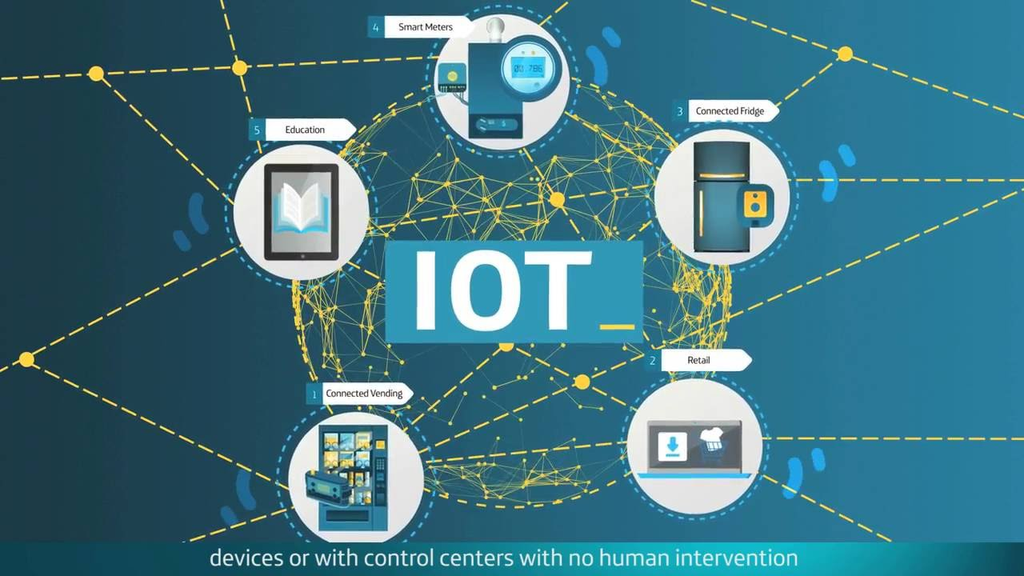 4 Smart Meters
3 Connected Fridge
5 Education
IOT_
2 Retail
1 Connected Vending
devices or with control centers with no human intervention